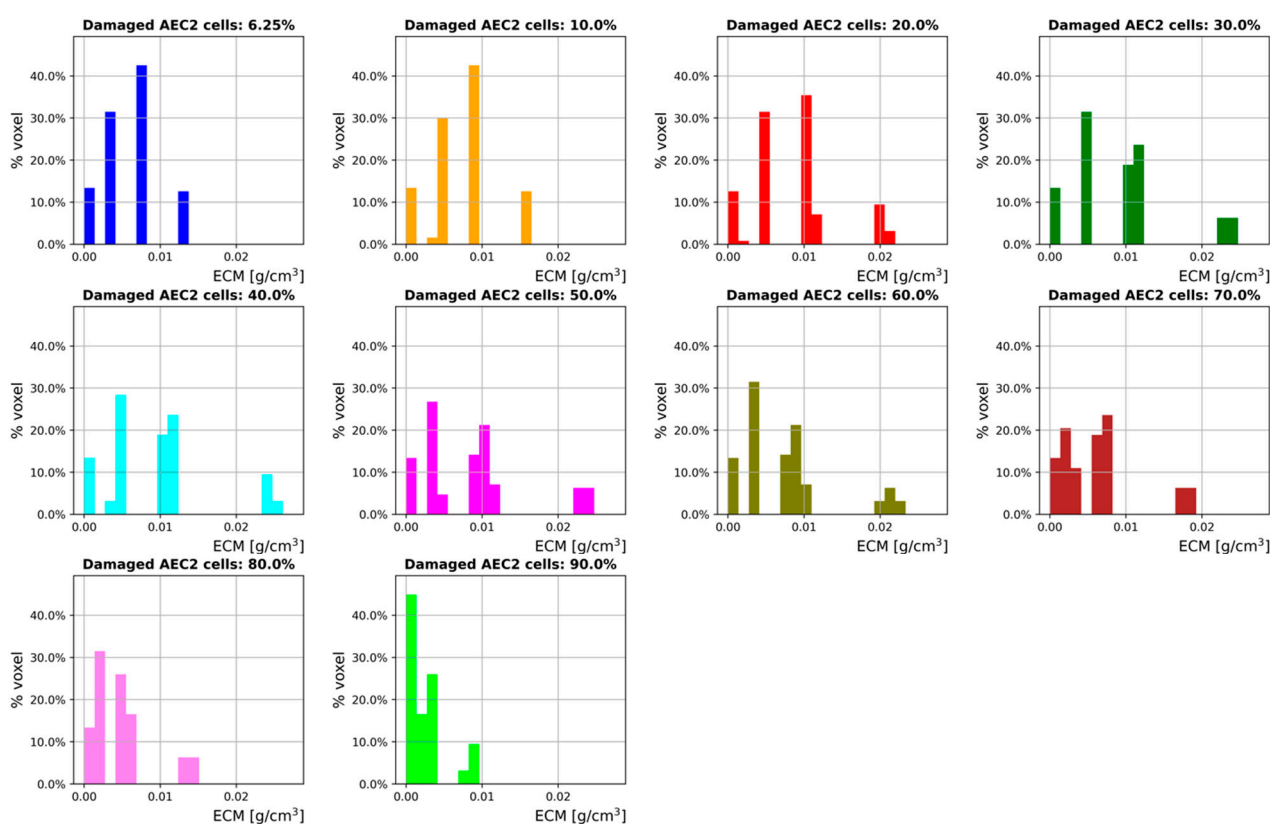 Damaged AEC2 cells: 6.25%
Damaged AEC2 cells: 10.0%
Damaged AEC2 cells: 20.0%
Damaged AEC2 cells: 30.0%
% voxel
40.0%
30.0%
20.0%
10.0%
0.0%
0.00
0.01
0.02
ECM [g/cm³]
% voxel
40.0%
30.0%
20.0%
10.0%
0.0%
0.00
0.01
0.02
ECM [g/cm³]
% voxel
40.0%
30.0%
20.0%
10.0%
0.0%
0.00
0.01
0.02
ECM [g/cm³]
% voxel
40.0%
30.0%
20.0%
10.0%
0.0%
0.00
0.01
0.02
ECM [g/cm³]
Damaged AEC2 cells: 40.0%
Damaged AEC2 cells: 50.0%
Damaged AEC2 cells: 60.0%
Damaged AEC2 cells: 70.0%
% voxel
40.0%
30.0%
20.0%
10.0%
0.0%
0.00
0.01
0.02
ECM [g/cm³]
% voxel
40.0%
30.0%
20.0%
10.0%
0.0%
0.00
0.01
0.02
ECM [g/cm³]
% voxel
40.0%
30.0%
20.0%
10.0%
0.0%
0.00
0.01
0.02
ECM [g/cm³]
% voxel
40.0%
30.0%
20.0%
10.0%
0.0%
0.00
0.01
0.02
ECM [g/cm³]
Damaged AEC2 cells: 80.0%
Damaged AEC2 cells: 90.0%
% voxel
40.0%
30.0%
20.0%
10.0%
0.0%
0.00
0.01
0.02
ECM [g/cm³]
% voxel
40.0%
30.0%
20.0%
10.0%
0.0%
0.00
0.01
0.02
ECM [g/cm³]